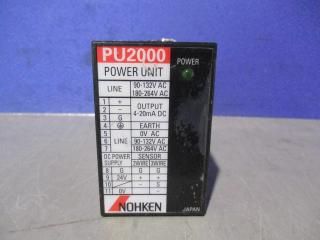 PU2000
POWER
POWER UNIT
LINE 90-132V AC
180-264V AC
1 + OUTPUT
2 - 4-20mA DC
3 G
4 EARTH
5 0V AC
6 LINE 90-132V AC
7 180-264V AC
DC POWER SENSOR
SUPPLY 2WIRE 3WIRE
8 G G G
9 24V + +
10 - S
11 0V -
NOHKEN
JAPAN